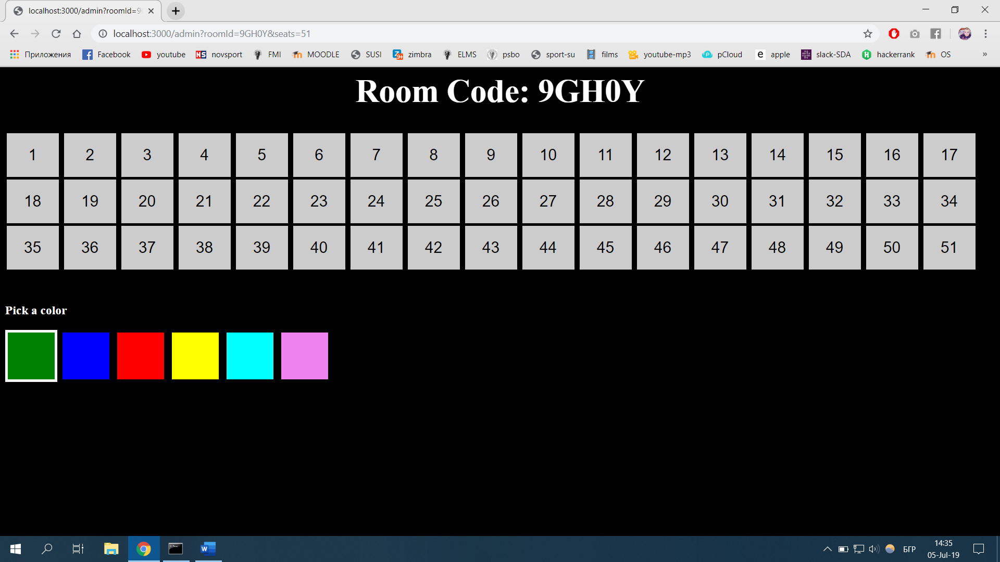 localhost:3000/admin?roomId=9
localhost:3000/admin?roomId=9GH0Y&seats=51
Приложения Facebook youtube novsport FMI MOODLE SUSI zimbra ELMS psbo sport-su films youtube-mp3 pCloud apple slack-SDA hackerrank OS »
Room Code: 9GH0Y
1 2 3 4 5 6 7 8 9 10 11 12 13 14 15 16 17
18 19 20 21 22 23 24 25 26 27 28 29 30 31 32 33 34
35 36 37 38 39 40 41 42 43 44 45 46 47 48 49 50 51
Pick a color
БГР
14:35
05-Jul-19